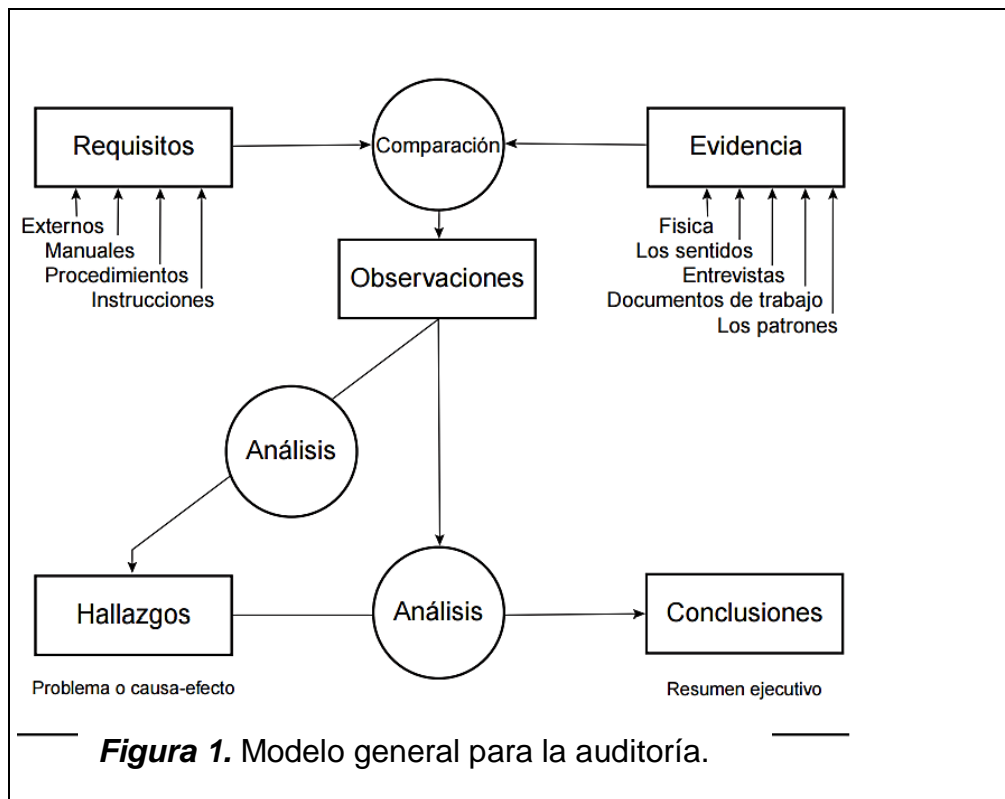 Requisitos
Comparación
Evidencia
Externos
Manuales
Procedimientos
Instrucciones
Fisica
Los sentidos
Entrevistas
Documentos de trabajo
Los patrones
Observaciones
Análisis
Hallazgos
Análisis
Conclusiones
Problema o causa-efecto
Resumen ejecutivo
Figura 1. Modelo general para la auditoría.